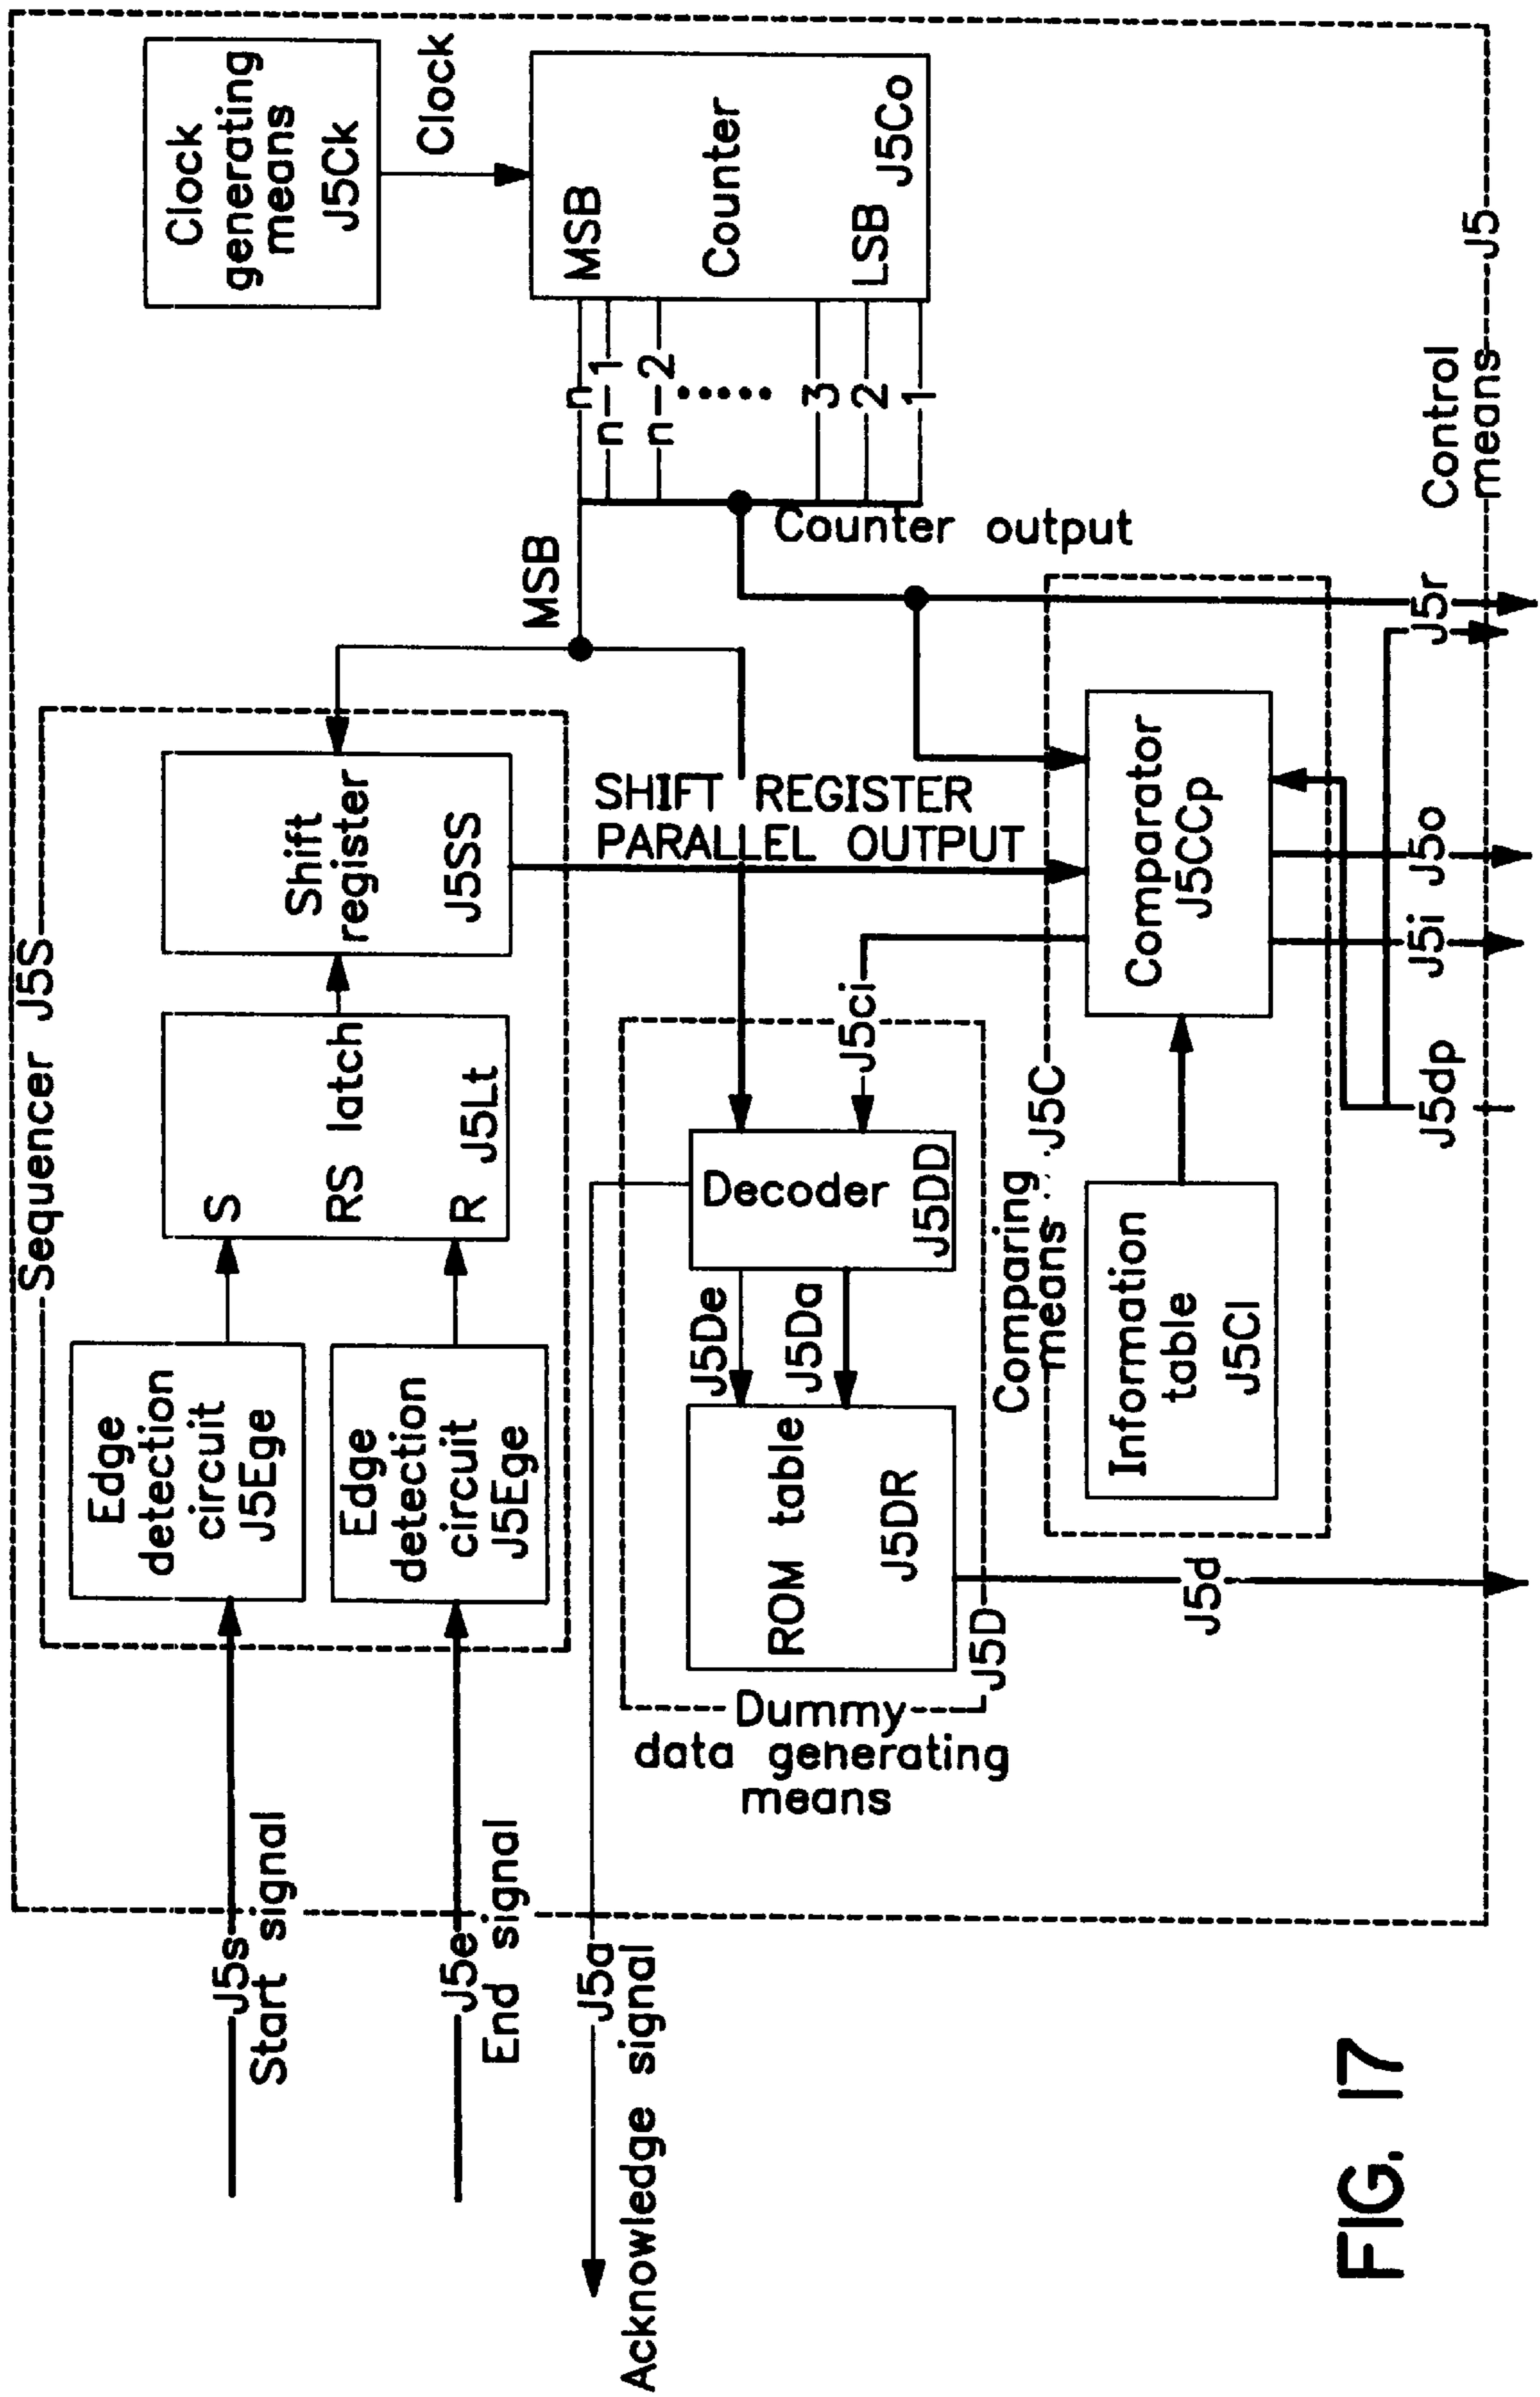 Sequencer J5S
J5s
Start signal
Edge
detection
circuit
J5Ege
J5e
End signal
Edge
detection
circuit
J5Ege
S
RS latch
R
J5Lt
Shift
register
J5SS
Clock
generating
means
J5Ck
Clock
MSB
Counter
LSB
J5Co
n
n-1
n-2
3
2
1
MSB
Counter output
SHIFT REGISTER
PARALLEL OUTPUT
J5a
Acknowledge signal
Decoder
J5DD
J5ci
J5De
J5Da
ROM table
J5DR
J5D
Dummy
data generating
means
J5d
Comparing
means
J5C
Information
table
J5CI
Comparator
J5CCp
J5dp
J5i
J5o
J5r
Control
means
J5
FIG. 17